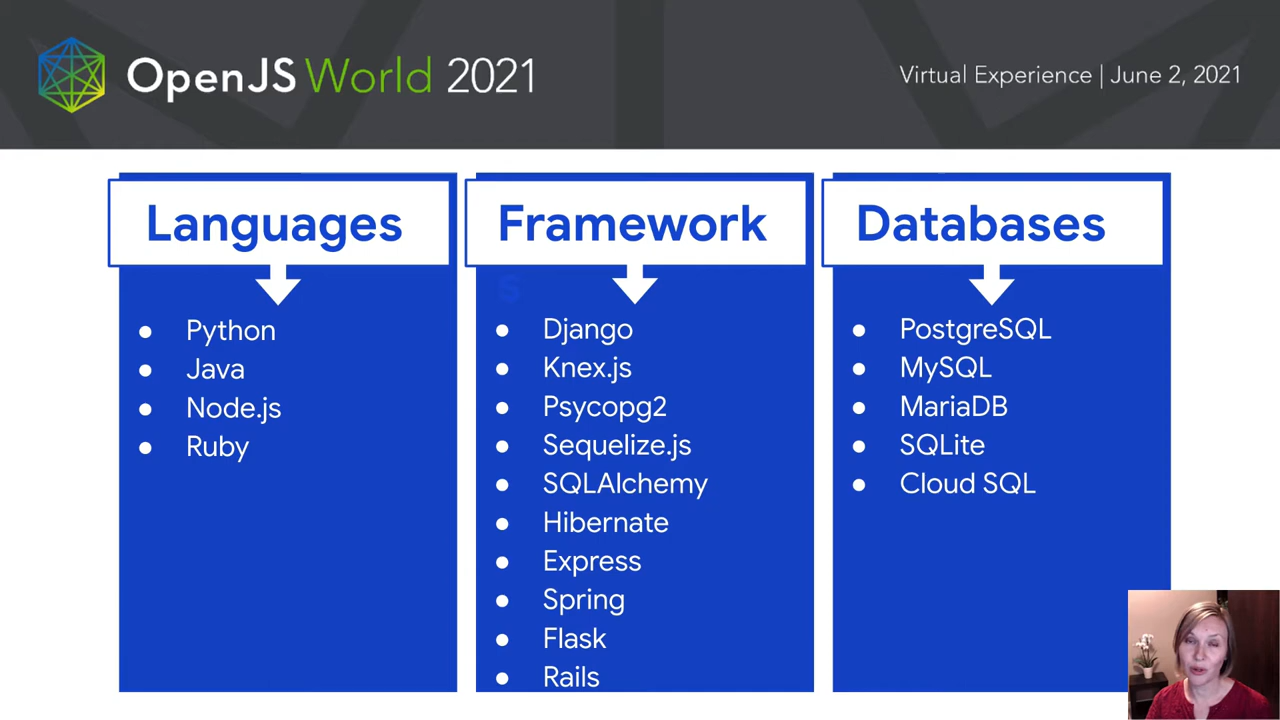 OpenJS World 2021
Virtual Experience | June 2, 2021
Languages
Python
Java
Node.js
Ruby
Framework
Django
Knex.js
Psycopg2
Sequelize.js
SQLAlchemy
Hibernate
Express
Spring
Flask
Rails
Databases
PostgreSQL
MySQL
MariaDB
SQLite
Cloud SQL